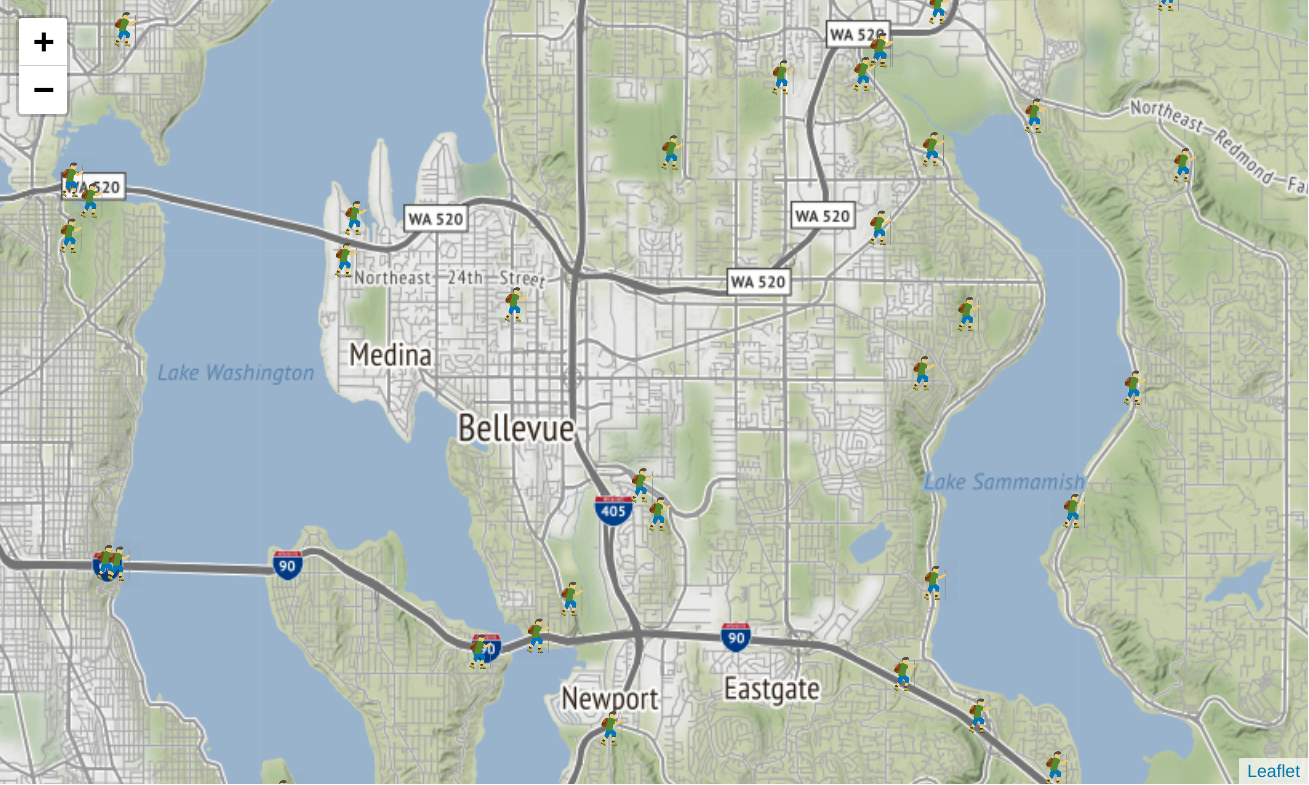 +
−
WA 520
Northeast—Redmond—Fa
WA 520
WA 520
WA 520
WA 520
Northeast 24th Street
Medina
Lake Washington
Bellevue
Lake Sammamish
405
90
90
90
Newport
Eastgate
Leaflet